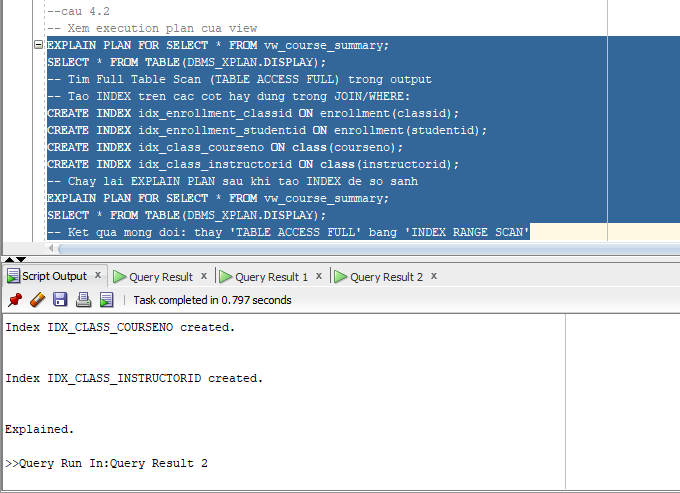 --cau 4.2
-- Xem execution plan cua view
EXPLAIN PLAN FOR SELECT * FROM vw_course_summary;
SELECT * FROM TABLE(DBMS_XPLAN.DISPLAY);
-- Tim Full Table Scan (TABLE ACCESS FULL) trong output
-- Tao INDEX tren cac cot hay dung trong JOIN/WHERE:
CREATE INDEX idx_enrollment_classid ON enrollment(classid);
CREATE INDEX idx_enrollment_studentid ON enrollment(studentid);
CREATE INDEX idx_class_courseno ON class(courseno);
CREATE INDEX idx_class_instructorid ON class(instructorid);
-- Chay lai EXPLAIN PLAN sau khi tao INDEX de so sanh
EXPLAIN PLAN FOR SELECT * FROM vw_course_summary;
SELECT * FROM TABLE(DBMS_XPLAN.DISPLAY);
-- Ket qua mong doi: thay 'TABLE ACCESS FULL' bang 'INDEX RANGE SCAN'
Script Output x Query Result x Query Result 1 x Query Result 2 x
Task completed in 0.797 seconds
Index IDX_CLASS_COURSENO created.
Index IDX_CLASS_INSTRUCTORID created.
Explained.
>>Query Run In:Query Result 2